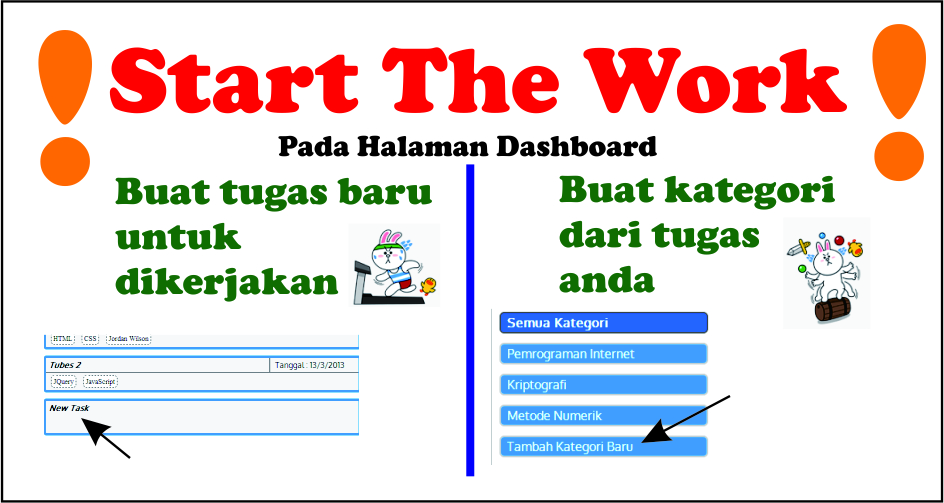 Start The Work
Pada Halaman Dashboard
Buat tugas baru
untuk
dikerjakan
HTML CSS Jordan Wilson
Tubes 2 Tanggal : 13/3/2013
JQuery JavaScript
New Task
Buat kategori
dari tugas
anda
Semua Kategori
Pemrograman Internet
Kriptografi
Metode Numerik
Tambah Kategori Baru